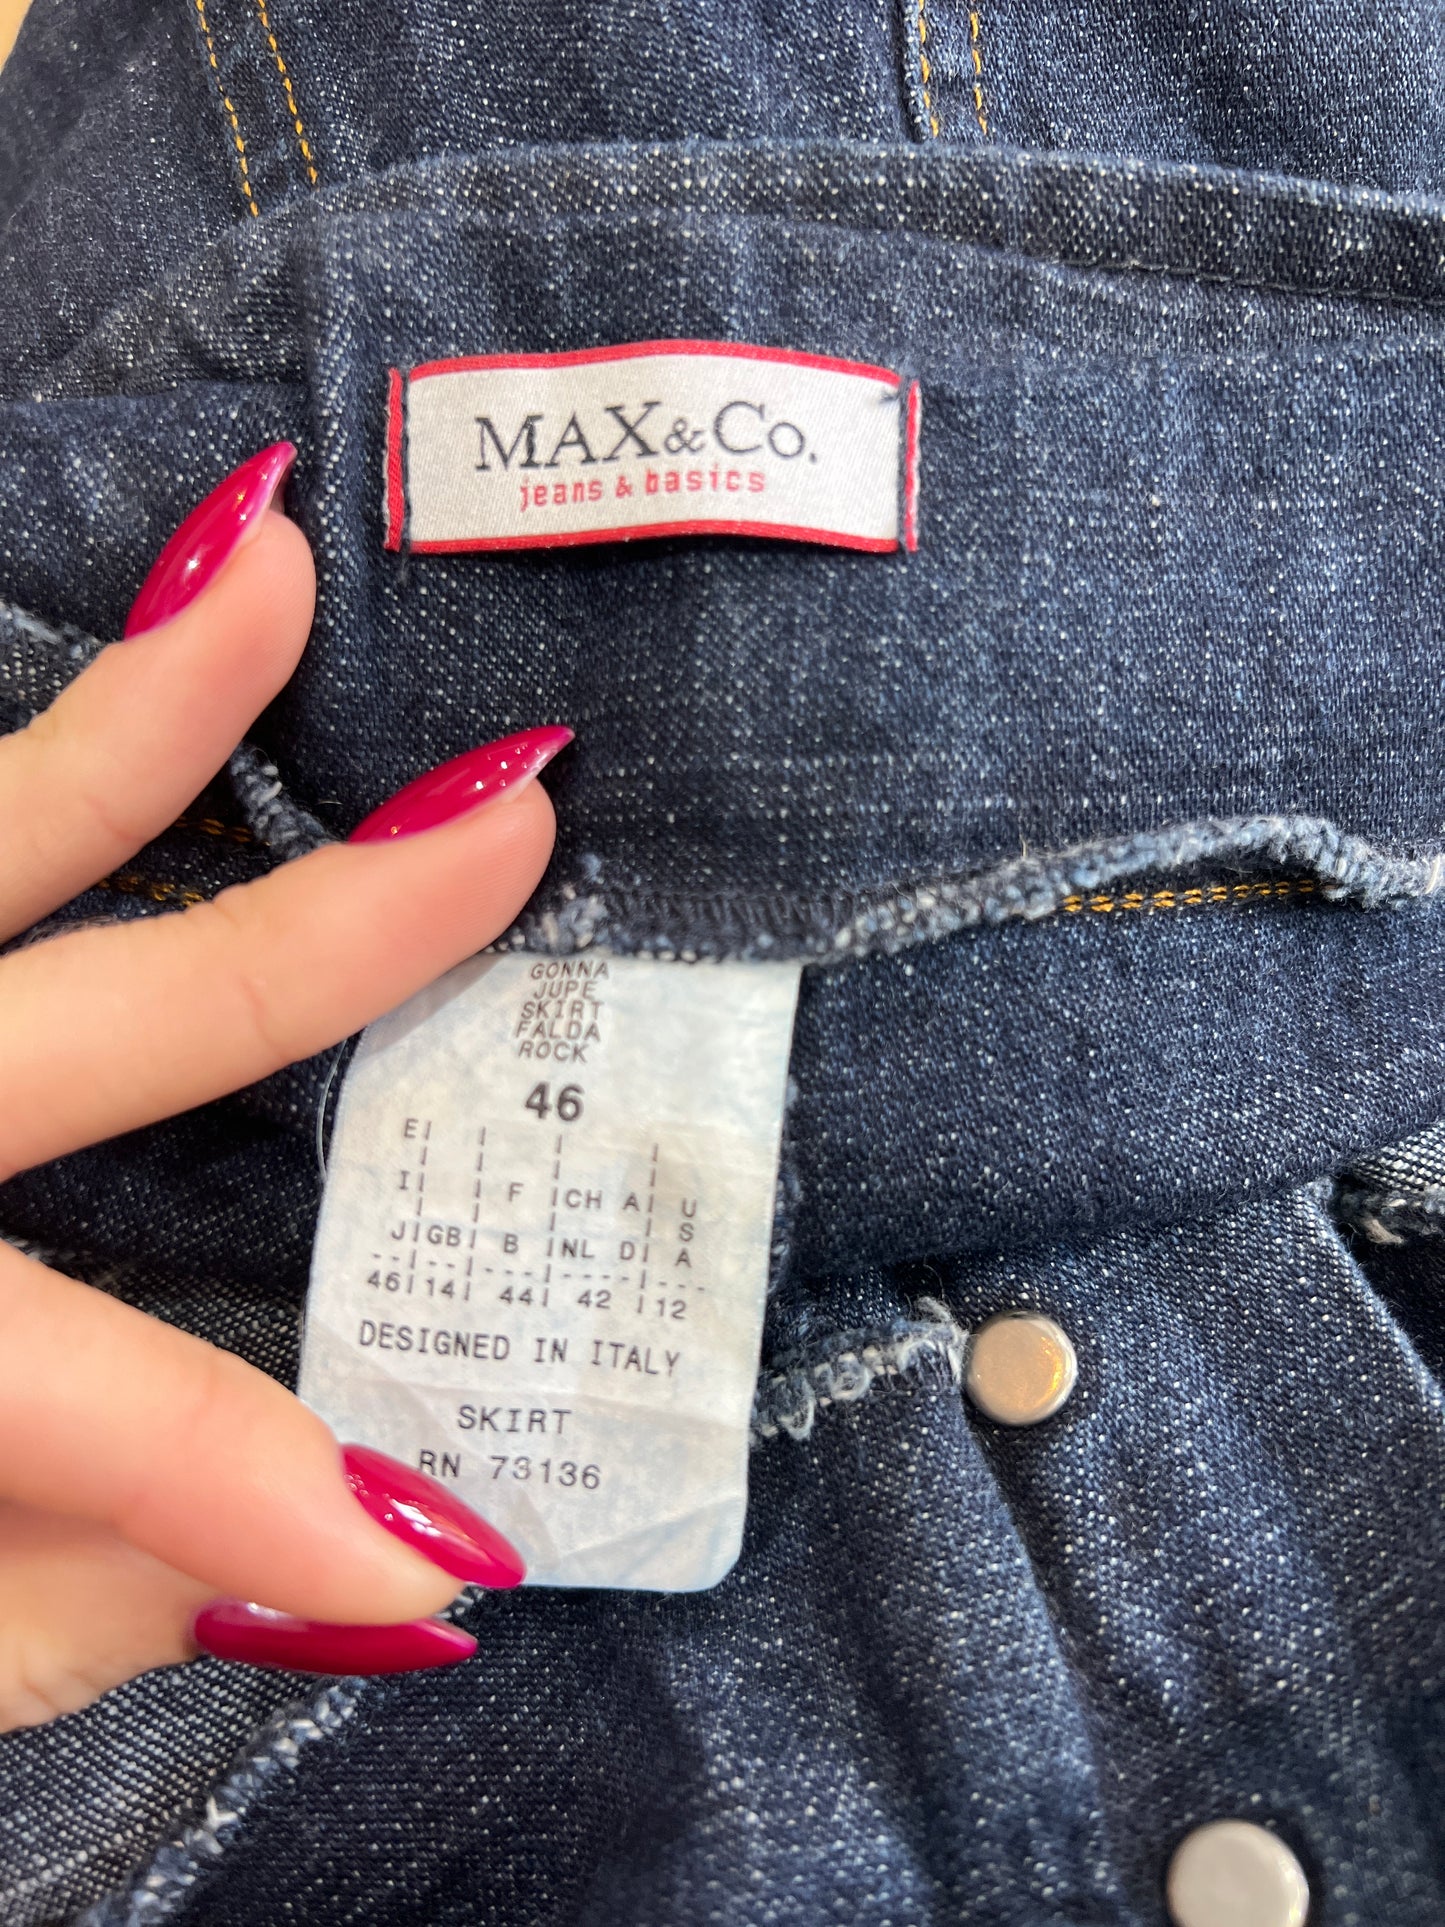 MAX&Co.
jeans & basics
GONNA
JUPE
SKIRT
FALDA
ROCK
46
E| | | |
| | | |
I| | F | CH A| U
| | | | S
J|GB| B |NL D| A
--|--|---|----|---
46|14| 44| 42 |12
DESIGNED IN ITALY
SKIRT
RN 73136